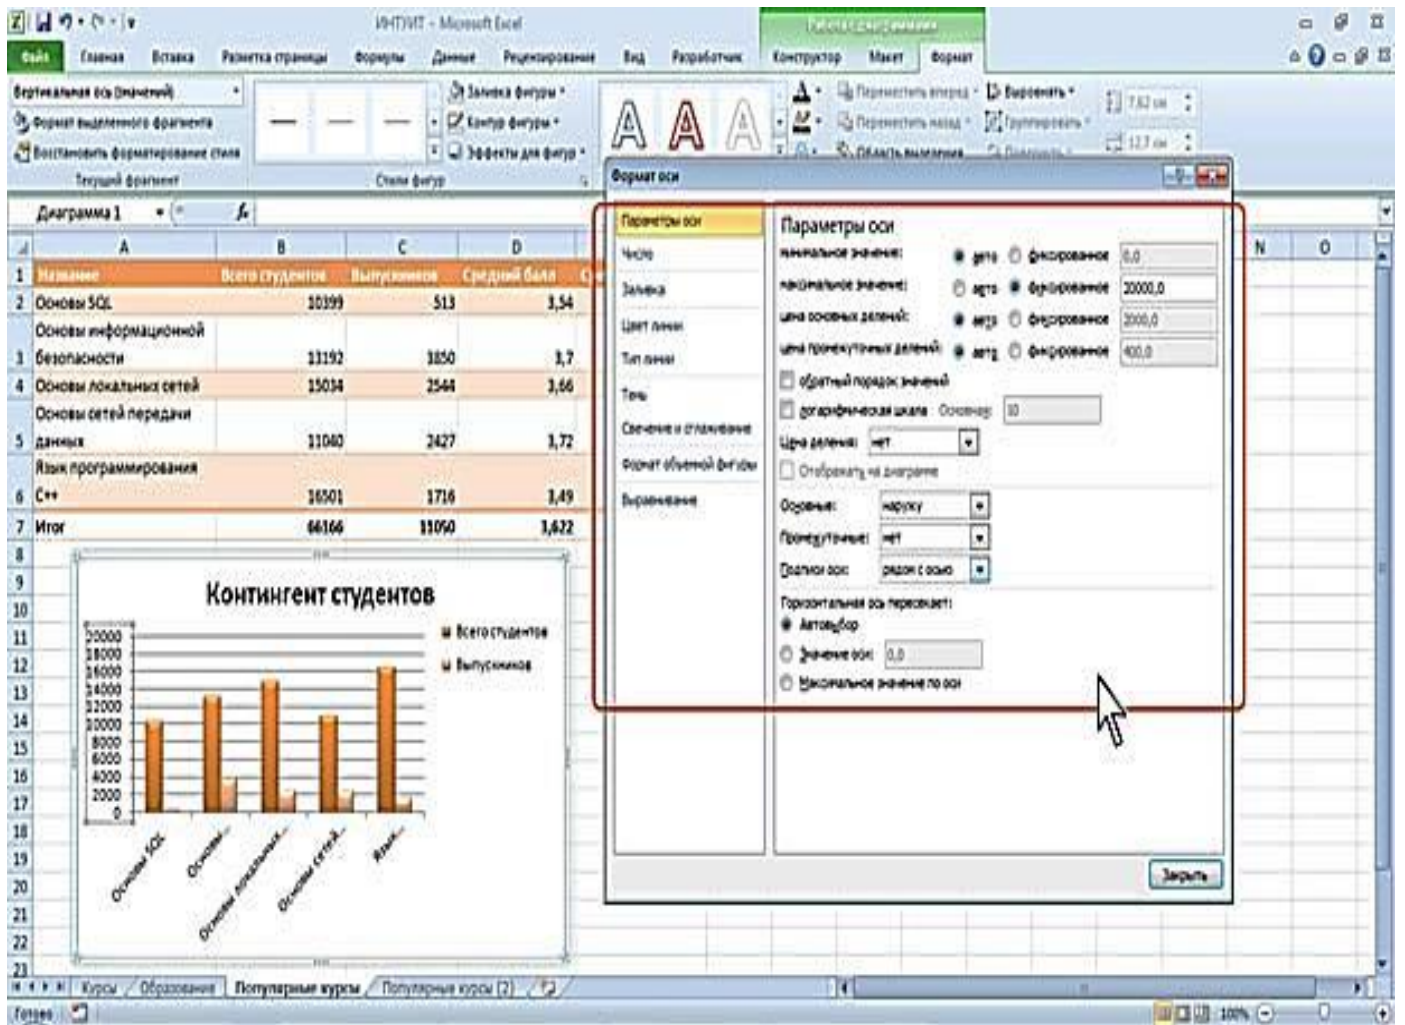 ИНТУИТ - Microsoft Excel
Работа с диаграммами
Файл Главная Вставка Разметка страницы Формулы Данные Рецензирование Вид Разработчик Конструктор Макет Формат
Вертикальная ось (значений)
Формат выделенного фрагмента
Восстановить форматирование стиля
Текущий фрагмент
Стили фигур
Заливка фигуры
Контур фигуры
Эффекты для фигур
Переместить вперед
Переместить назад
Область выделения
Выровнять
Группировать
7,62 см
12,7 см
Диаграмма 1 fx
A B C D N O
1 Название Всего студентов Выпускников Средний балл
2 Основы SQL 10399 513 3,54
Основы информационной
3 безопасности 13192 3850 3,7
4 Основы локальных сетей 15034 2544 3,66
Основы сетей передачи
5 данных 11040 2427 3,72
Язык программирования
6 C++ 16501 1716 3,49
7 Итог 66166 11050 3,622
8
9
10
11
12
13
14
15
16
17
18
19
20
21
22
23
Контингент студентов
20000
18000
16000
14000
12000
10000
8000
6000
4000
2000
0
Всего студентов
Выпускников
Основы SQL
Основы...
Основы локальных...
Основы сетей...
Язык...
Формат оси
Параметры оси
Число
Заливка
Цвет линии
Тип линии
Тень
Свечение и сглаживание
Формат объемной фигуры
Выравнивание
Параметры оси
минимальное значение: авто фиксированное 0,0
максимальное значение: авто фиксированное 20000,0
цена основных делений: авто фиксированное 2000,0
цена промежуточных делений: авто фиксированное 400,0
обратный порядок значений
логарифмическая шкала Основная: 10
Цена деления: нет
Отображать на диаграмме
Основные: наружу
Промежуточные: нет
Подписи оси: рядом с осью
Горизонтальная ось пересекает:
Автовыбор
Значение оси: 0,0
Максимальное значение по оси
Закрыть
Курсы Образование Популярные курсы Популярные курсы (2)
Готово
100%